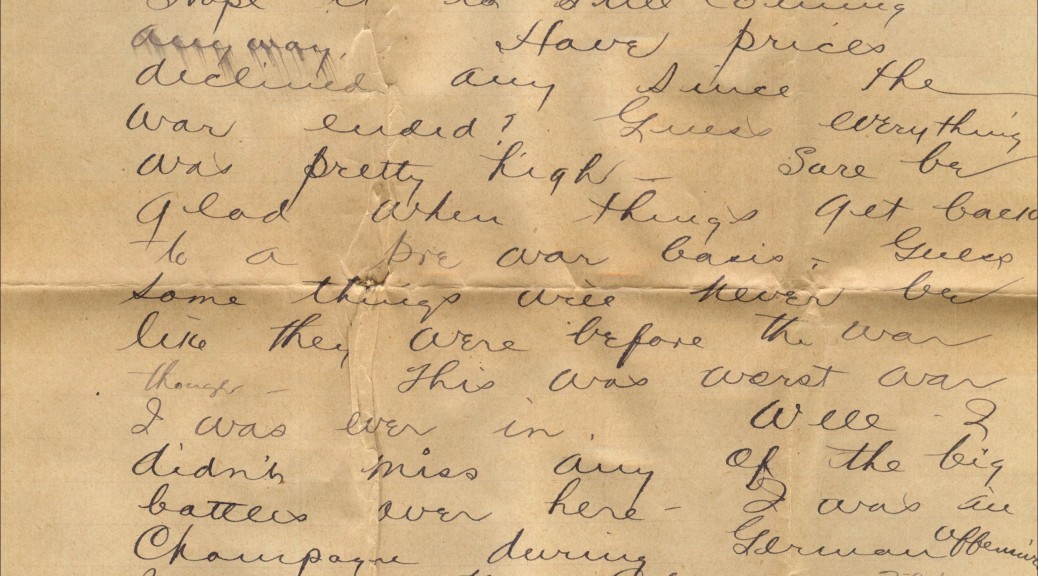 Hope it is still coming
anyway. Have prices
declined any since the
war ended? Guess everything
was pretty high - Sure be
glad when things get back
to a pre war basis. Guess
some things will never be
like they were before the war
though - This was worst war
I was ever in. Well I
didn't miss any of the big
battles over here - I was in
Champagne during German offensive